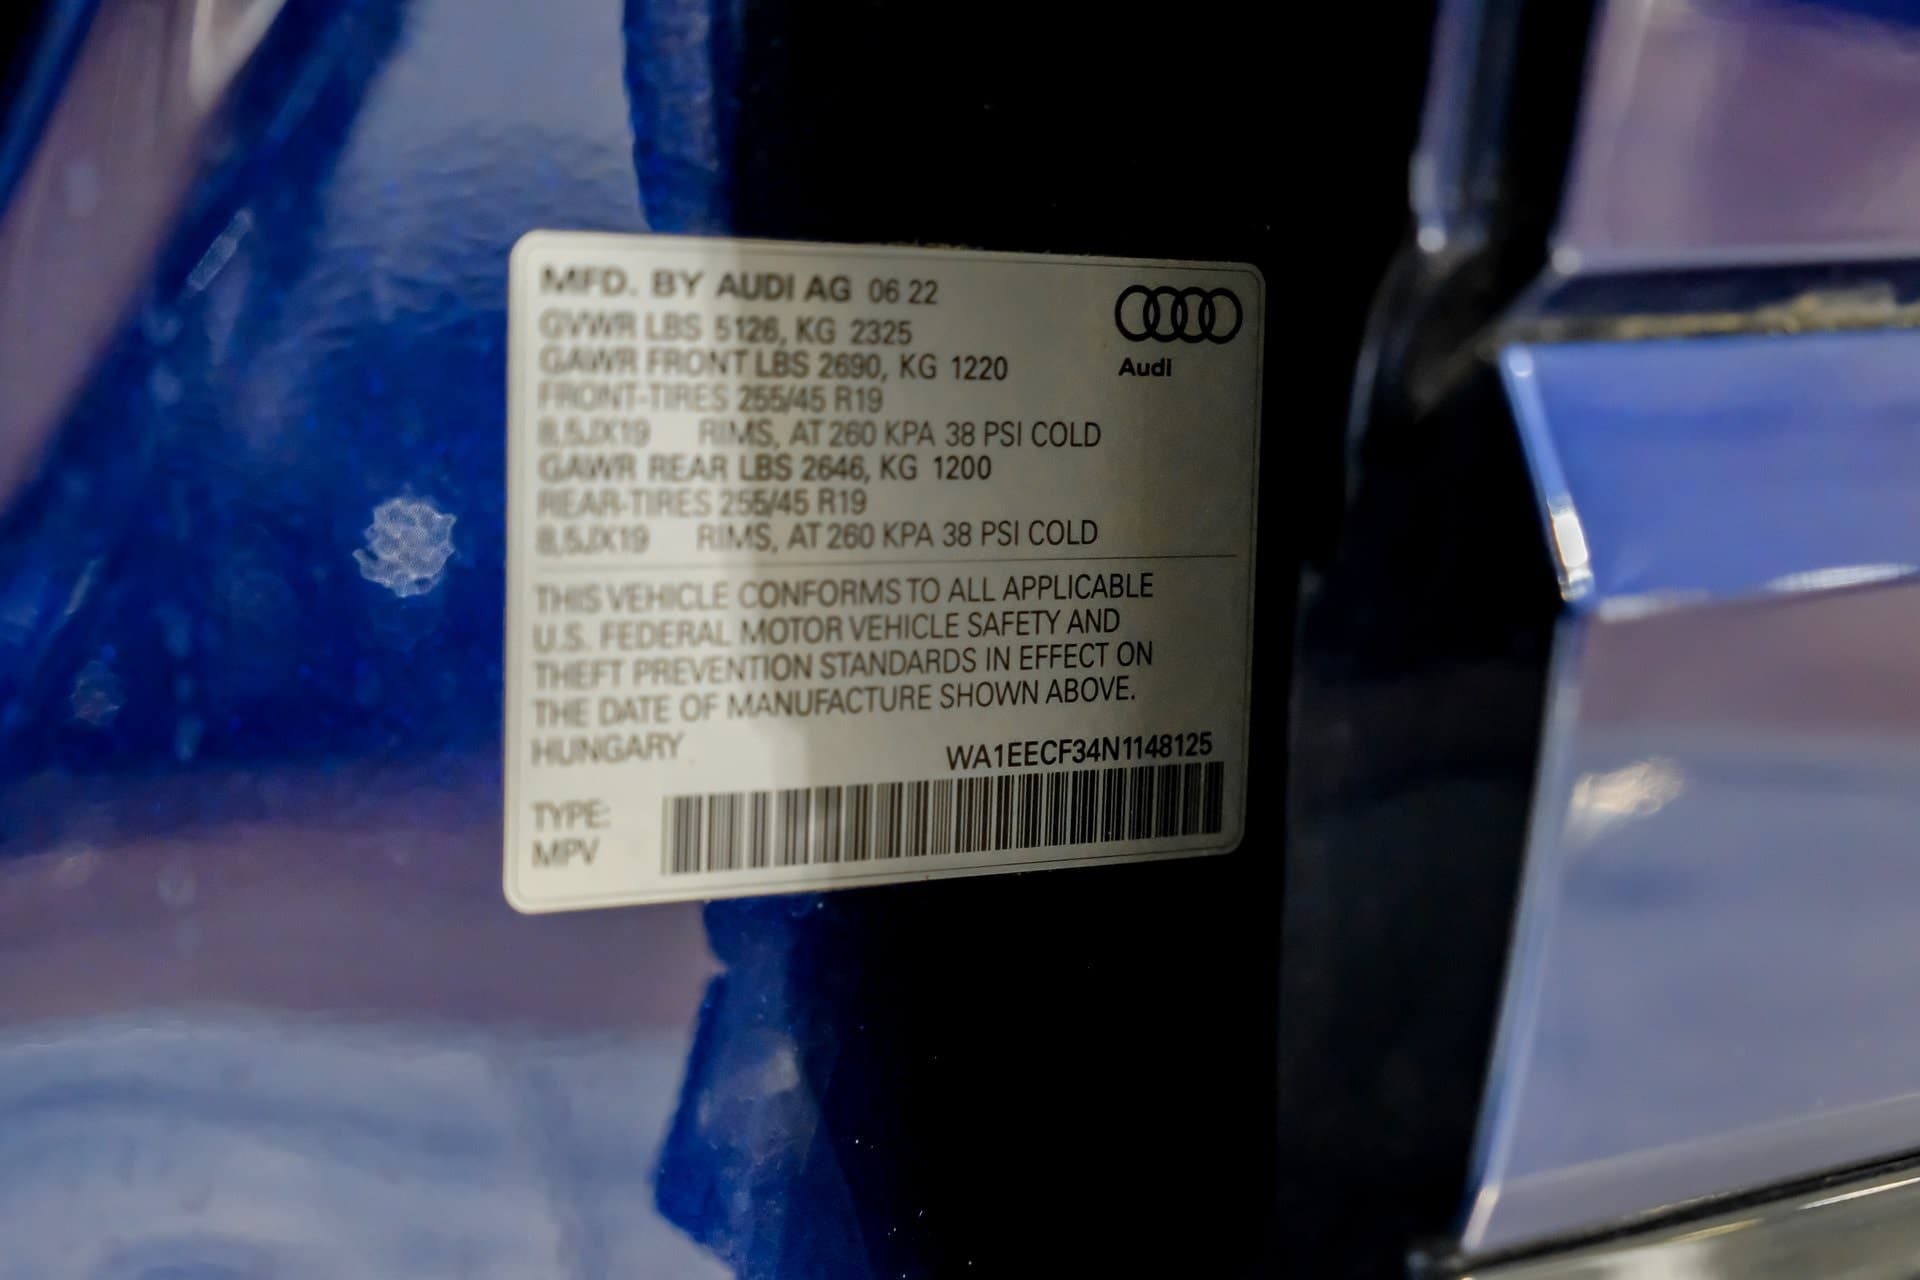 MFD. BY AUDI AG 06 22
GVWR LBS 5126, KG 2325
GAWR FRONT LBS 2690, KG 1220
FRONT-TIRES 255/45 R19
8,5JX19 RIMS, AT 260 KPA 38 PSI COLD
GAWR REAR LBS 2646, KG 1200
REAR-TIRES 255/45 R19
8,5JX19 RIMS, AT 260 KPA 38 PSI COLD
Audi
THIS VEHICLE CONFORMS TO ALL APPLICABLE
U.S. FEDERAL MOTOR VEHICLE SAFETY AND
THEFT PREVENTION STANDARDS IN EFFECT ON
THE DATE OF MANUFACTURE SHOWN ABOVE.
HUNGARY WA1EECF34N1148125
TYPE:
MPV